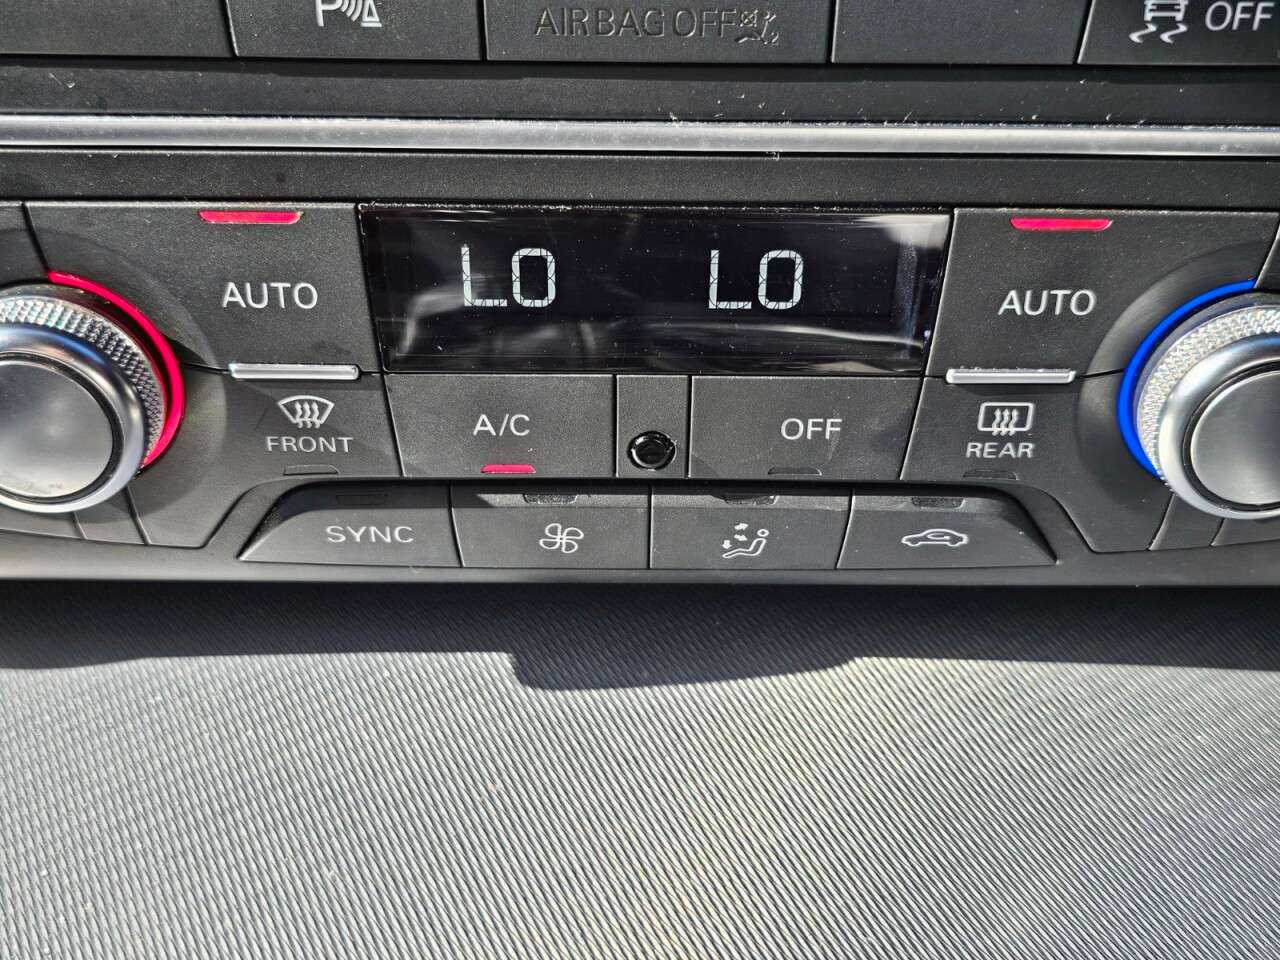 P
AIRBAG OFF
OFF
AUTO
LO LO
AUTO
FRONT
A/C
OFF
REAR
SYNC